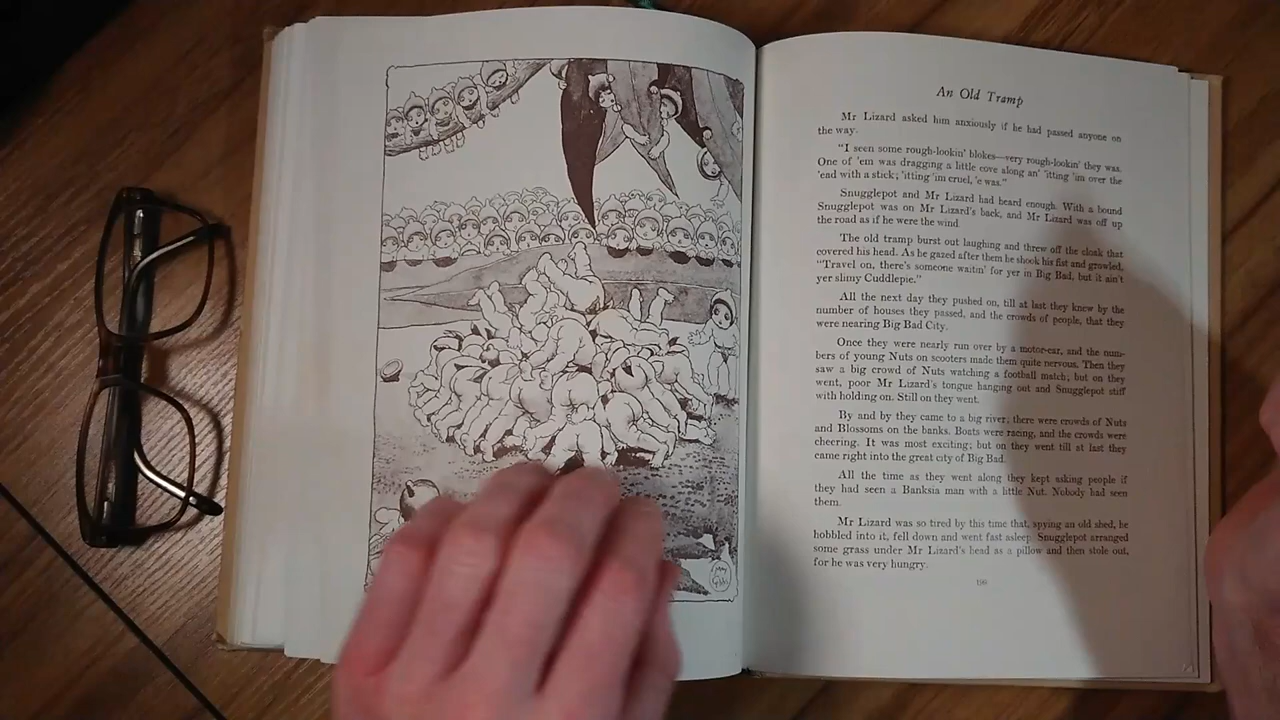 An Old Tramp
Mr Lizard asked him anxiously if he had passed anyone on
the way.
"I seen some rough-lookin' blokes—very rough-lookin' they was.
One of 'em was dragging a little cove along an' 'itting 'im over the
'end with a stick; 'itting 'im cruel, 'e was."
Snugglepot and Mr Lizard had heard enough. With a bound
Snugglepot was on Mr Lizard's back, and Mr Lizard was off up
the road as if he were the wind.
The old tramp burst out laughing and threw off the cloak that
covered his head. As he gazed after them he shook his fist and growled,
"Travel on, there's someone waitin' for yer in Big Bad, but it ain't
yer slimy Cuddlepie."
All the next day they pushed on, till at last they knew by the
number of houses they passed, and the crowds of people, that they
were nearing Big Bad City.
Once they were nearly run over by a motor-car, and the num-
bers of young Nuts on scooters made them quite nervous. Then they
saw a big crowd of Nuts watching a football match; but on they
went, poor Mr Lizard's tongue hanging out and Snugglepot stiff
with holding on. Still on they went.
By and by they came to a big river; there were crowds of Nuts
and Blossoms on the banks. Boats were racing, and the crowds were
cheering. It was most exciting; but on they went till at last they
came right into the great city of Big Bad.
All the time as they went along they kept asking people if
they had seen a Banksia man with a little Nut. Nobody had seen
them.
Mr Lizard was so tired by this time that, spying an old shed, he
hobbled into it, fell down and went fast asleep. Snugglepot arranged
some grass under Mr Lizard's head as a pillow and then stole out,
for he was very hungry.